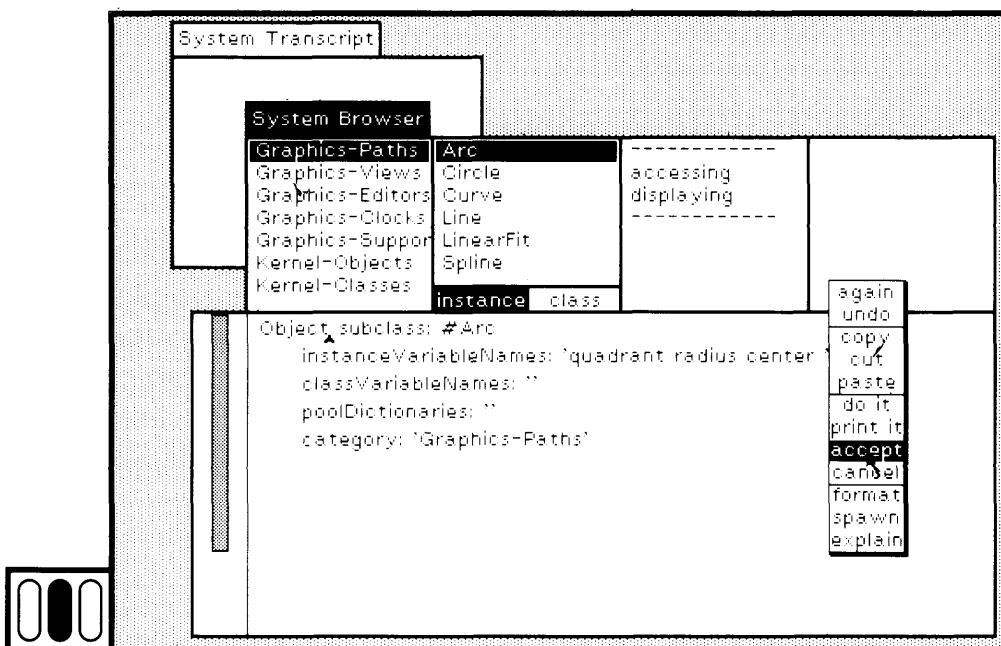 System Transcript
System Browser
Graphics-Paths
Graphics-Views
Graphics-Editors
Graphics-Clocks
Graphics-Suppor
Kernel-Objects
Kernel-Classes
Arc
Circle
Curve
Line
LinearFit
Spline
instance class
------------
accessing
displaying
------------
Object subclass: #Arc
instanceVariableNames: 'quadrant radius center '
classVariableNames: ''
poolDictionaries: ''
category: 'Graphics-Paths'
again
undo
copy
cut
paste
do it
print it
accept
cancel
format
spawn
explain